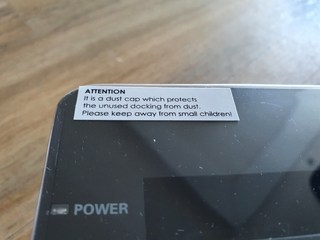 ATTENTION
It is a dust cap which protects
the unused docking from dust.
Please keep away from small children!
POWER